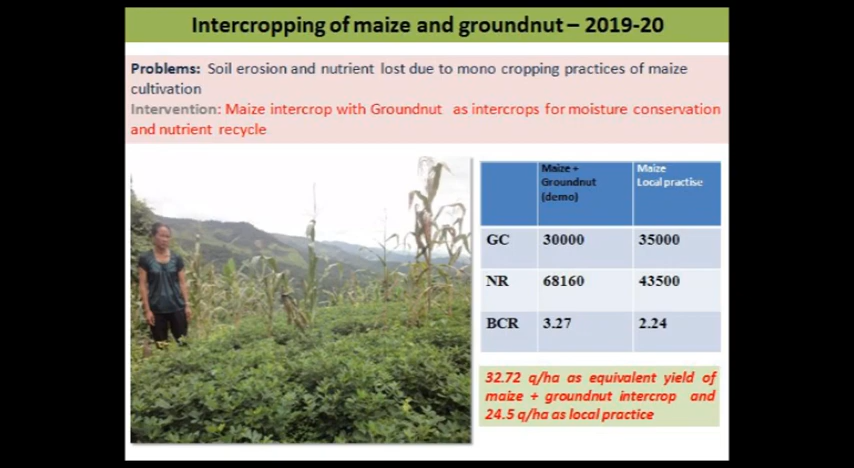 Intercropping of maize and groundnut – 2019-20
Problems: Soil erosion and nutrient lost due to mono cropping practices of maize
cultivation
Intervention: Maize intercrop with Groundnut as intercrops for moisture conservation
and nutrient recycle
Maize + Groundnut (demo) Maize Local practise
GC 30000 35000
NR 68160 43500
BCR 3.27 2.24
32.72 q/ha as equivalent yield of
maize + groundnut intercrop and
24.5 q/ha as local practice